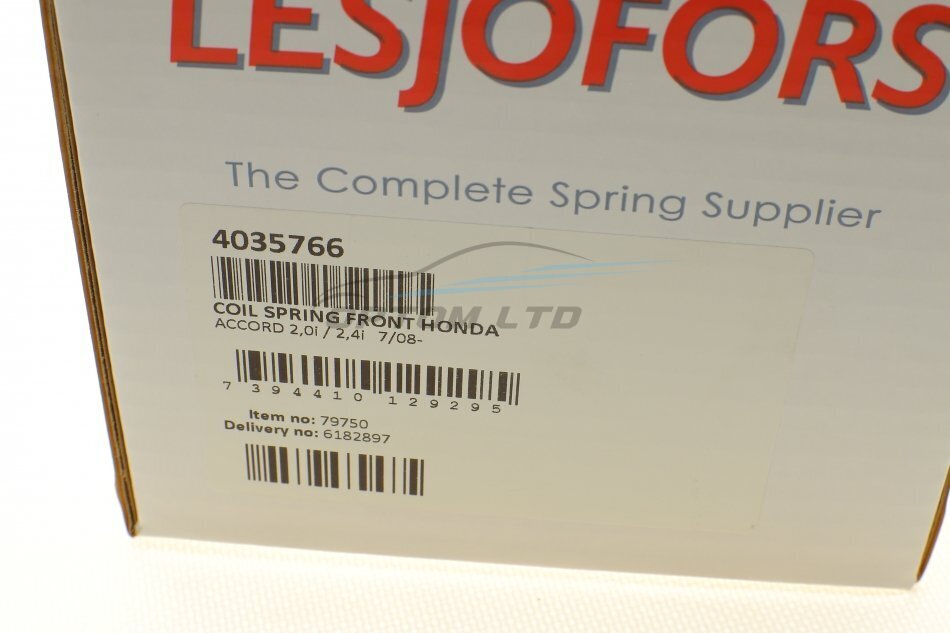 LESJOFORS
The Complete Spring Supplier
4035766
COIL SPRING FRONT HONDA
ACCORD 2,0i / 2,4i 7/08-
7 394410 129295
Item no: 79750
Delivery no: 6182897